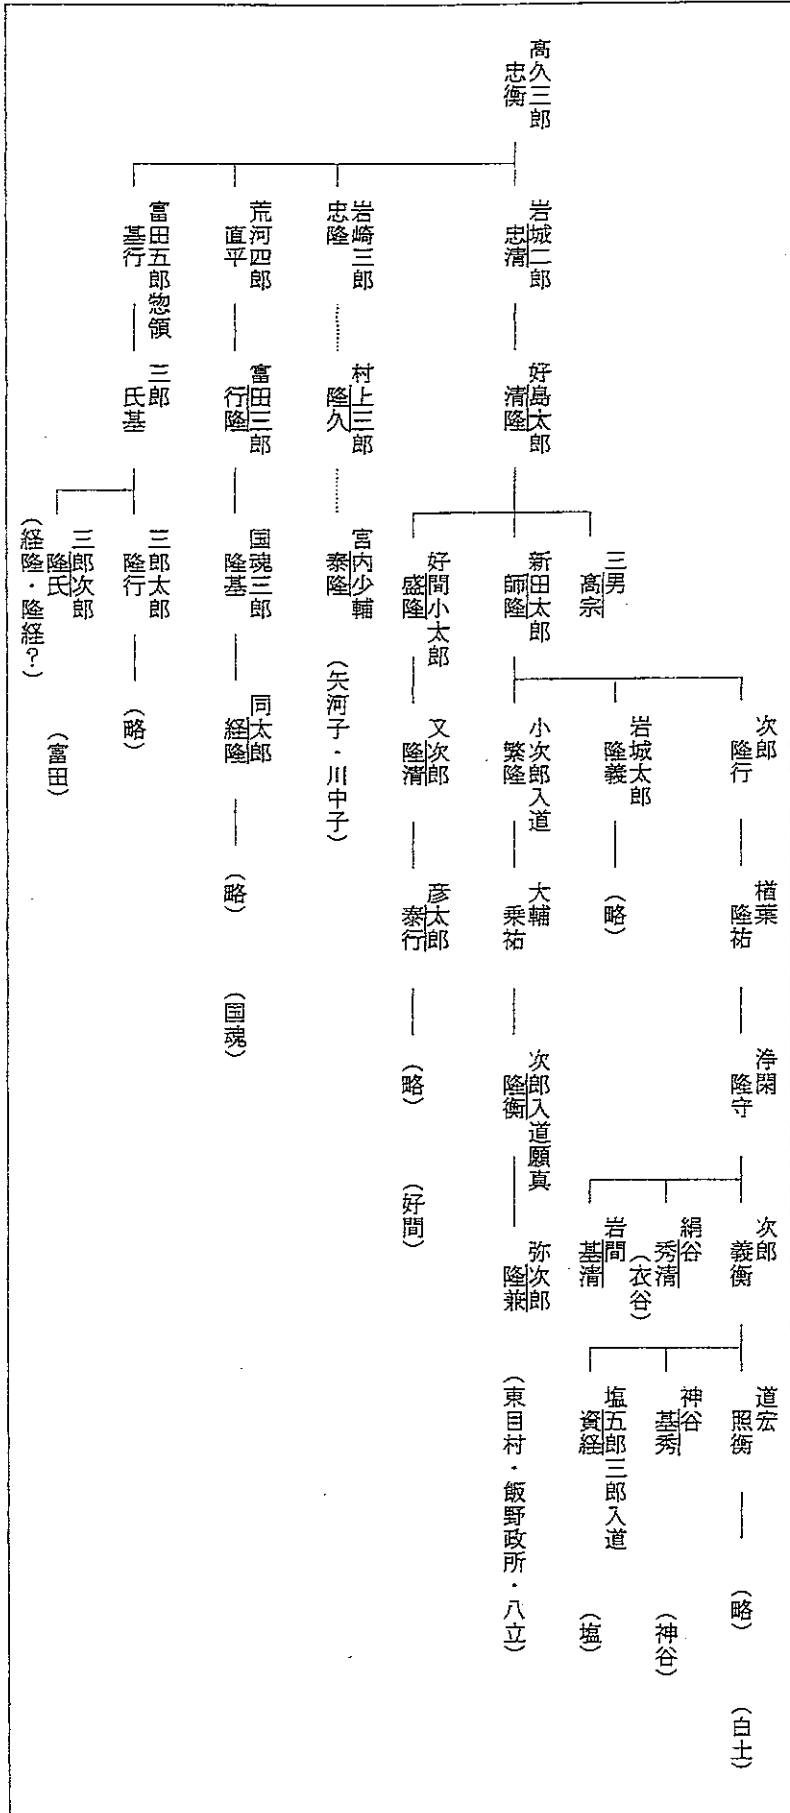 高久三郎
忠衡
岩城二郎
忠清
好島太郎
清隆
三男
高宗
新田太郎
師隆
好間小太郎
盛隆
次郎
隆行
楢葉
隆祐
浄閑
隆守
次郎
義衡
絹谷
秀清
（衣谷）
岩間
基清
道宏
照衡
（略）
（白土）
神谷
基秀
（神谷）
塩五郎三郎入道
資経
（塩）
岩城太郎
隆義
（略）
小次郎入道
繁隆
大輔
乗祐
次郎入道願真
隆衡
弥次郎
隆兼
（東目村・飯野政所・八立）
又次郎
隆清
彦太郎
泰行
（略）
（好間）
岩崎三郎
忠隆
村上三郎
隆久
宮内少輔
泰隆
（矢河子・川中子）
荒河四郎
直平
富田三郎
行隆
国魂三郎
隆基
同太郎
経隆
（略）
（国魂）
富田五郎惣領
基行
三郎
氏基
三郎太郎
隆行
（略）
三郎次郎
隆氏
（経隆・隆経？）
（富田）